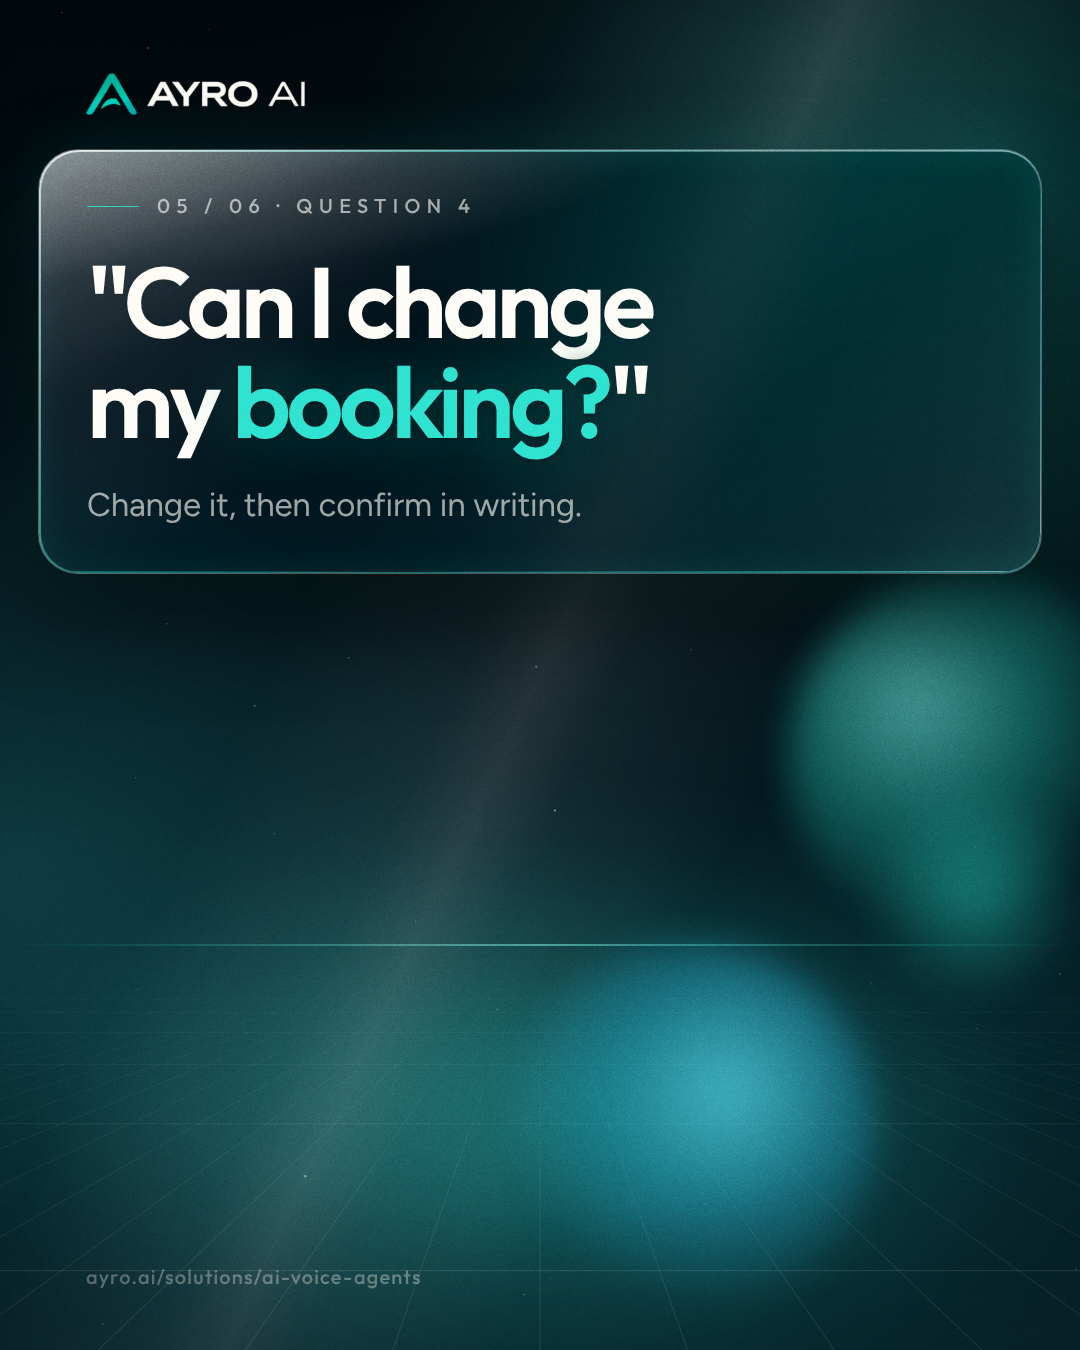 AYRO AI
05 / 06 · QUESTION 4
"Can I change
my booking?"
Change it, then confirm in writing.
ayro.ai/solutions/ai-voice-agents